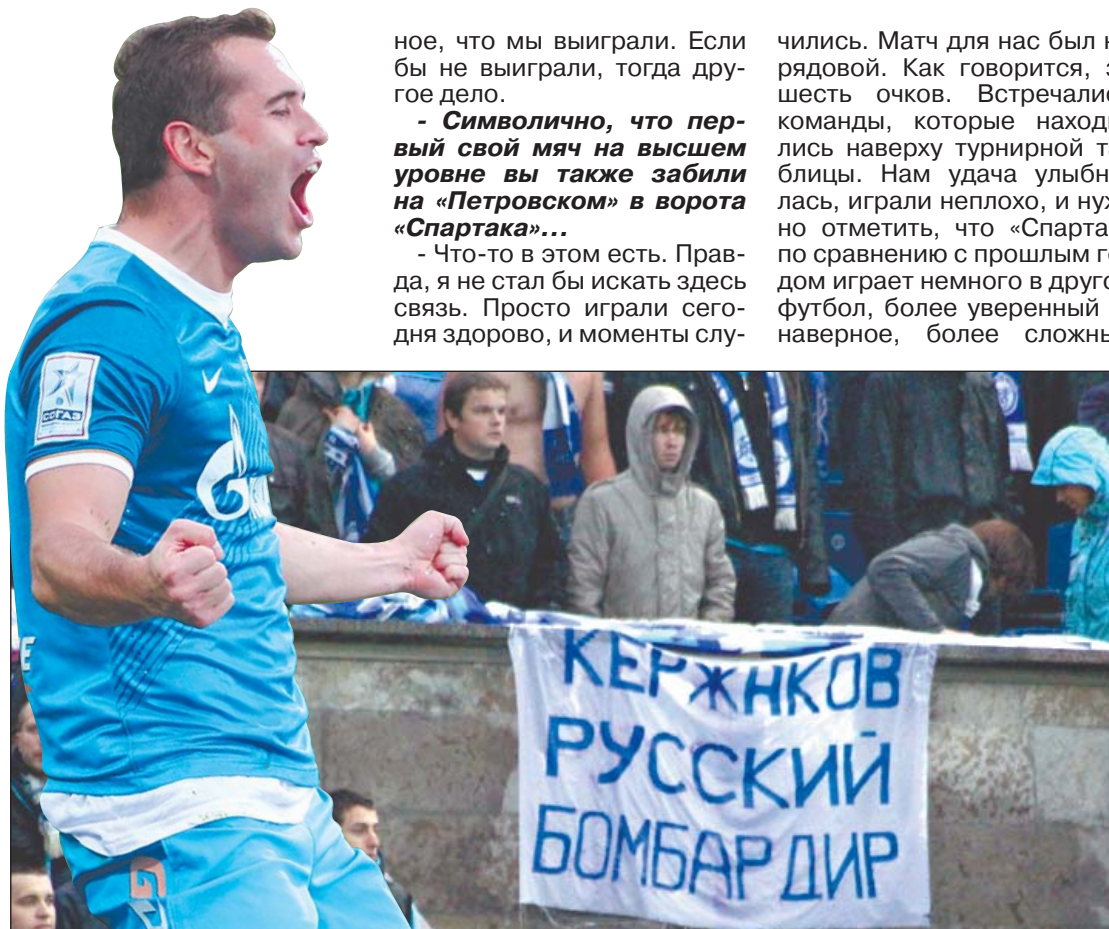 ное, что мы выиграли. Если
бы не выиграли, тогда дру-
гое дело.
- Символично, что пер-
вый свой мяч на высшем
уровне вы также забили
на «Петровском» в ворота
«Спартака»...
- Что-то в этом есть. Прав-
да, я не стал бы искать здесь
связь. Просто играли сего-
дня здорово, и моменты слу-
чились. Матч для нас был
рядовой. Как говорится,
шесть очков. Встречалис
команды, которые наход
лись наверху турнирной та
блицы. Нам удача улыбн
лась, играли неплохо, и нуж
но отметить, что «Спарта
по сравнению с прошлым г
дом играет немного в друго
футбол, более уверенный
наверное, более сложны
СОГАЗ
КЕРЖНКОВ
РУССКИЙ
БОМБАРДИР